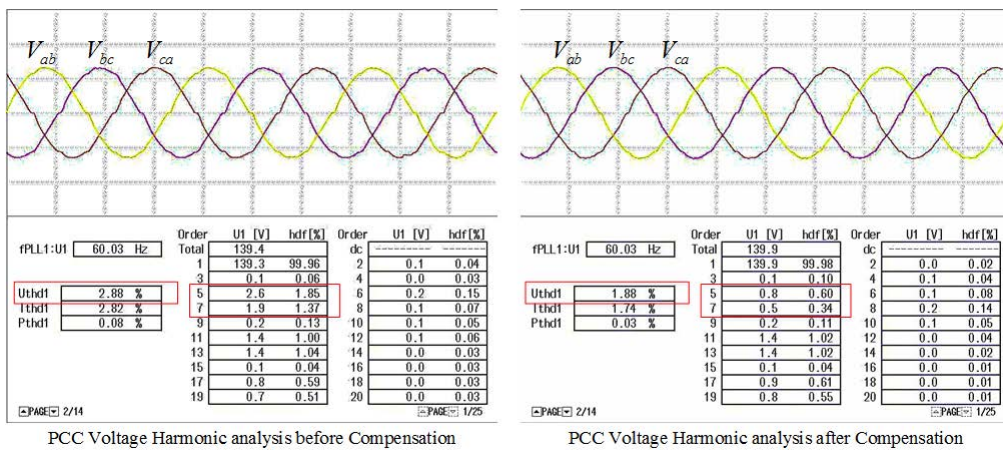 Vab Vbc Vca
Order U1 [V] hdf[%] Order U1 [V] hdf[%]
fPLL1:U1 60.03 Hz Total 139.4 dc --------- ---------
1 139.3 99.96 2 0.1 0.04
3 0.1 0.06 4 0.0 0.03
Uthd1 2.88 % 5 2.6 1.85 6 0.2 0.15
Ithd1 2.82 % 7 1.9 1.37 8 0.1 0.07
Pthd1 0.08 % 9 0.2 0.13 10 0.1 0.05
11 1.4 1.00 12 0.1 0.06
13 1.4 1.04 14 0.0 0.03
15 0.1 0.04 16 0.0 0.03
17 0.8 0.59 18 0.0 0.03
19 0.7 0.51 20 0.0 0.03
PAGE 2/14 PAGE 1/25
PCC Voltage Harmonic analysis before Compensation
Vab Vbc Vca
Order U1 [V] hdf[%] Order U1 [V] hdf[%]
fPLL1:U1 60.03 Hz Total 139.9 dc --------- ---------
1 139.9 99.98 2 0.0 0.02
3 0.1 0.10 4 0.1 0.04
Uthd1 1.88 % 5 0.8 0.60 6 0.1 0.08
Ithd1 1.74 % 7 0.5 0.34 8 0.2 0.14
Pthd1 0.03 % 9 0.2 0.11 10 0.1 0.05
11 1.4 1.02 12 0.0 0.04
13 1.4 1.02 14 0.0 0.02
15 0.1 0.04 16 0.0 0.01
17 0.9 0.61 18 0.0 0.01
19 0.8 0.55 20 0.0 0.01
PAGE 2/14 PAGE 1/25
PCC Voltage Harmonic analysis after Compensation